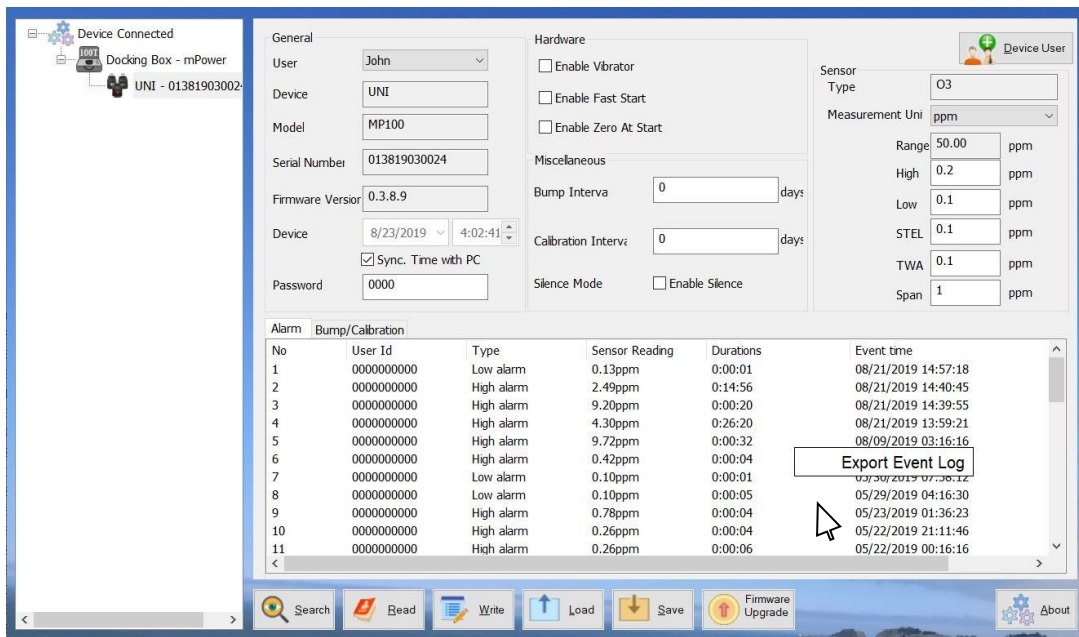 Device Connected
100T
Docking Box - mPower
UNI - 01381903002
General
User
John
Device
UNI
Model
MP100
Serial Number
013819030024
Firmware Version
0.3.8.9
Device
8/23/2019
4:02:41
Sync. Time with PC
Password
0000
Hardware
Enable Vibrator
Enable Fast Start
Enable Zero At Start
Miscellaneous
Bump Interva
0
days
Calibration Interva
0
days
Silence Mode
Enable Silence
Device User
Sensor
Type
O3
Measurement Uni
ppm
Range
50.00
ppm
High
0.2
ppm
Low
0.1
ppm
STEL
0.1
ppm
TWA
0.1
ppm
Span
1
ppm
Alarm Bump/Calibration
No User Id Type Sensor Reading Durations Event time
1 0000000000 Low alarm 0.13ppm 0:00:01 08/21/2019 14:57:18
2 0000000000 High alarm 2.49ppm 0:14:56 08/21/2019 14:40:45
3 0000000000 High alarm 9.20ppm 0:00:20 08/21/2019 14:39:55
4 0000000000 High alarm 4.30ppm 0:26:20 08/21/2019 13:59:21
5 0000000000 High alarm 9.72ppm 0:00:32 08/09/2019 03:16:16
6 0000000000 High alarm 0.42ppm 0:00:04
Export Event Log
7 0000000000 Low alarm 0.10ppm 0:00:01
8 0000000000 Low alarm 0.10ppm 0:00:05 05/29/2019 04:16:30
9 0000000000 High alarm 0.78ppm 0:00:04 05/23/2019 01:36:23
10 0000000000 High alarm 0.26ppm 0:00:04 05/22/2019 21:11:46
11 0000000000 High alarm 0.26ppm 0:00:06 05/22/2019 00:16:16
Search
Read
Write
Load
Save
Firmware
Upgrade
About